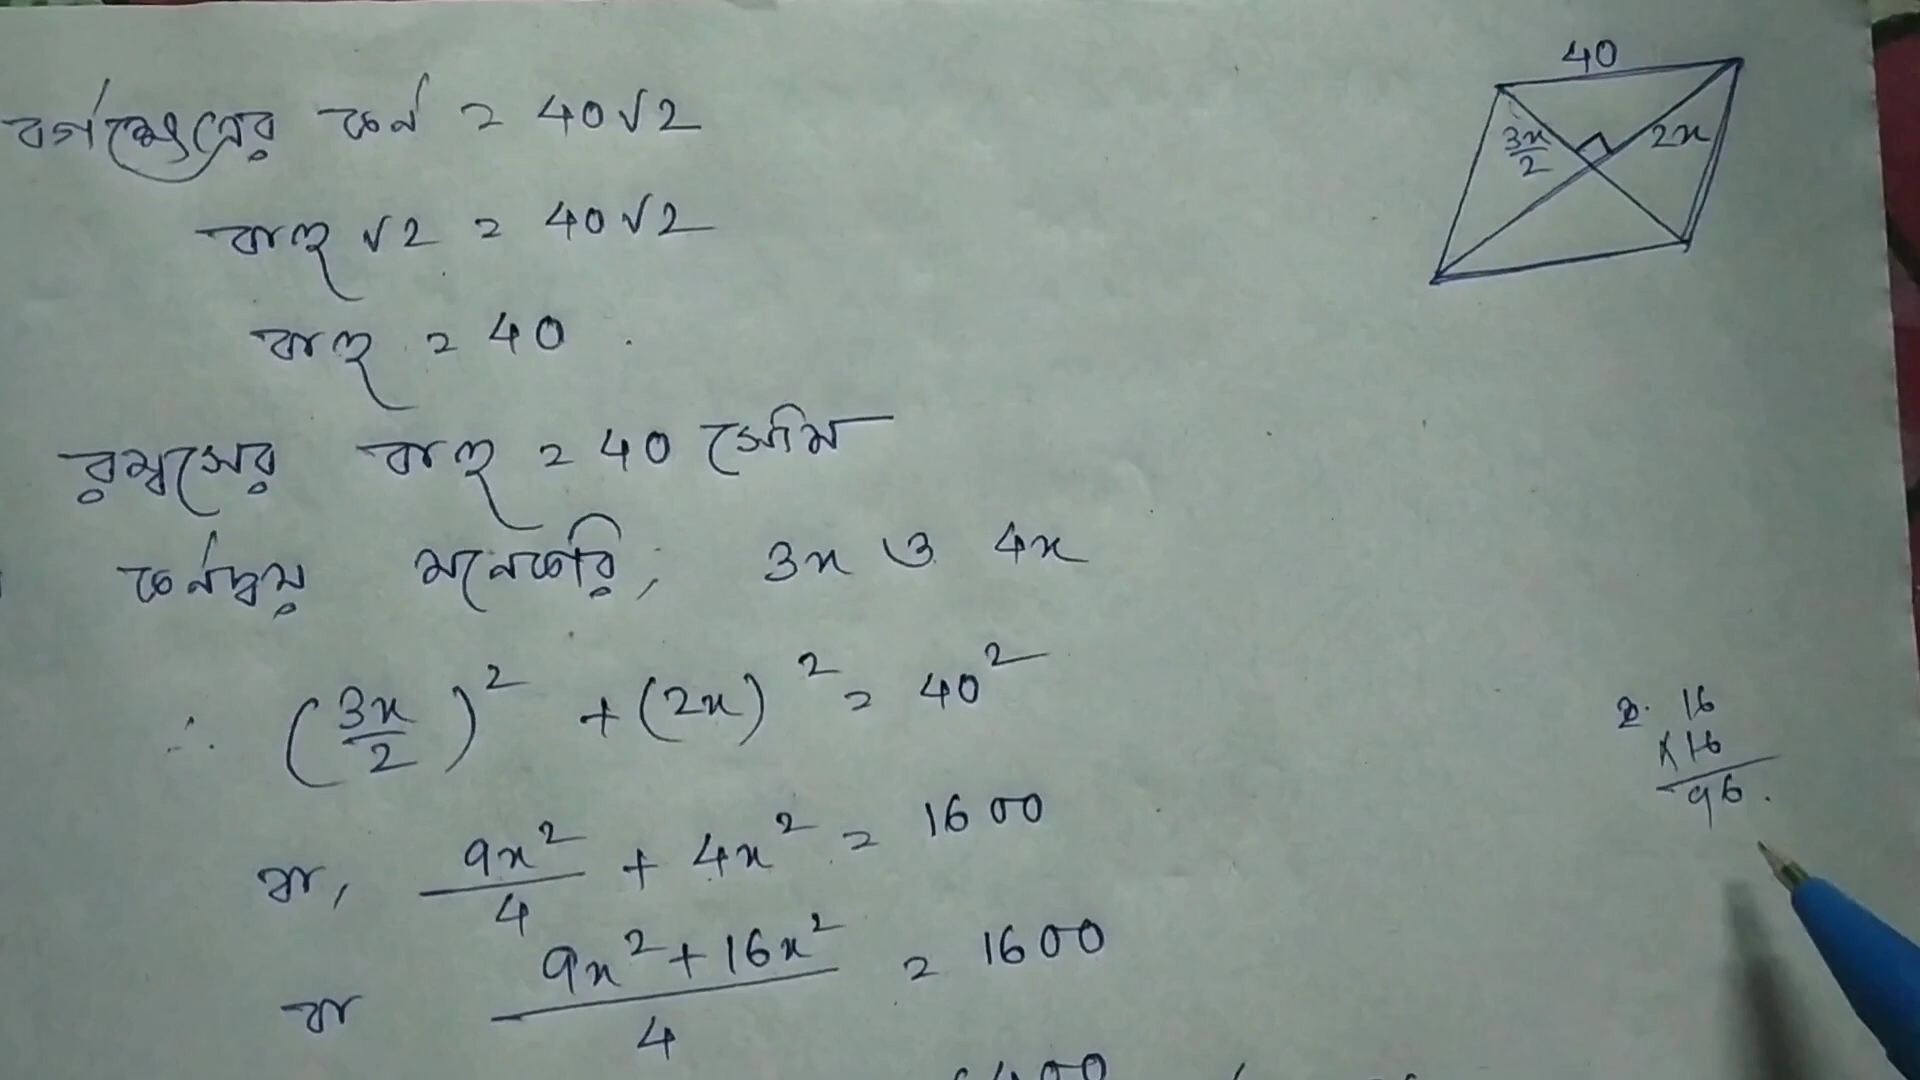 বর্গক্ষেত্রের কর্ণ = 40√2
বাহু √2 = 40√2
বাহু = 40
রম্বসের বাহু = 40 সেমি
কর্ণদ্বয় মনেকরি, 3x ও 4x
∴ (3x/2)² + (2x)² = 40²
বা, 9x²/4 + 4x² = 1600
বা 9x²+16x²/4 = 1600
40
3x/2
2x
16
×16
96